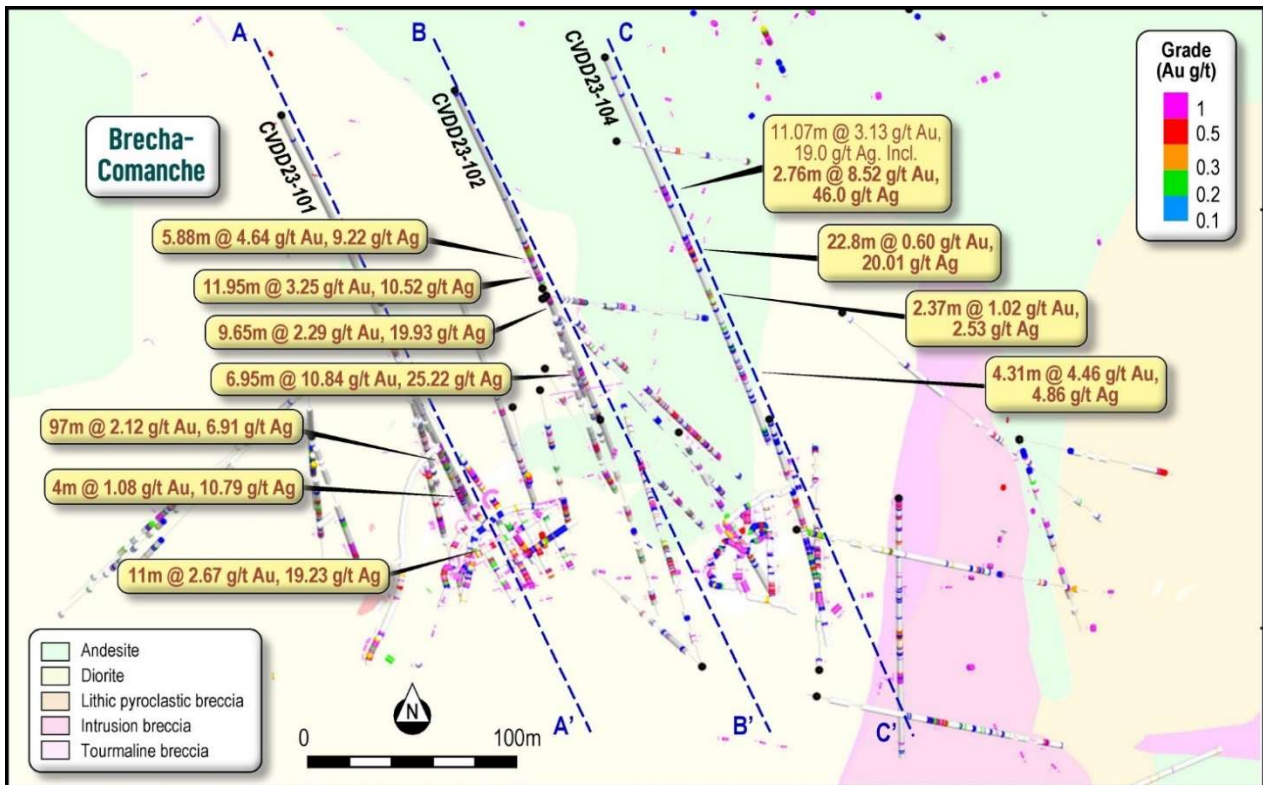 A
B
C
Grade
(Au g/t)
1
0.5
0.3
0.2
0.1
Brecha-
Comanche
CVDD23-101
CVDD23-102
CVDD23-104
11.07m @ 3.13 g/t Au,
19.0 g/t Ag. Incl.
2.76m @ 8.52 g/t Au,
46.0 g/t Ag
5.88m @ 4.64 g/t Au, 9.22 g/t Ag
22.8m @ 0.60 g/t Au,
20.01 g/t Ag
11.95m @ 3.25 g/t Au, 10.52 g/t Ag
2.37m @ 1.02 g/t Au,
2.53 g/t Ag
9.65m @ 2.29 g/t Au, 19.93 g/t Ag
6.95m @ 10.84 g/t Au, 25.22 g/t Ag
4.31m @ 4.46 g/t Au,
4.86 g/t Ag
97m @ 2.12 g/t Au, 6.91 g/t Ag
4m @ 1.08 g/t Au, 10.79 g/t Ag
11m @ 2.67 g/t Au, 19.23 g/t Ag
Andesite
Diorite
Lithic pyroclastic breccia
Intrusion breccia
Tourmaline breccia
N
0
100m
A'
B'
C'